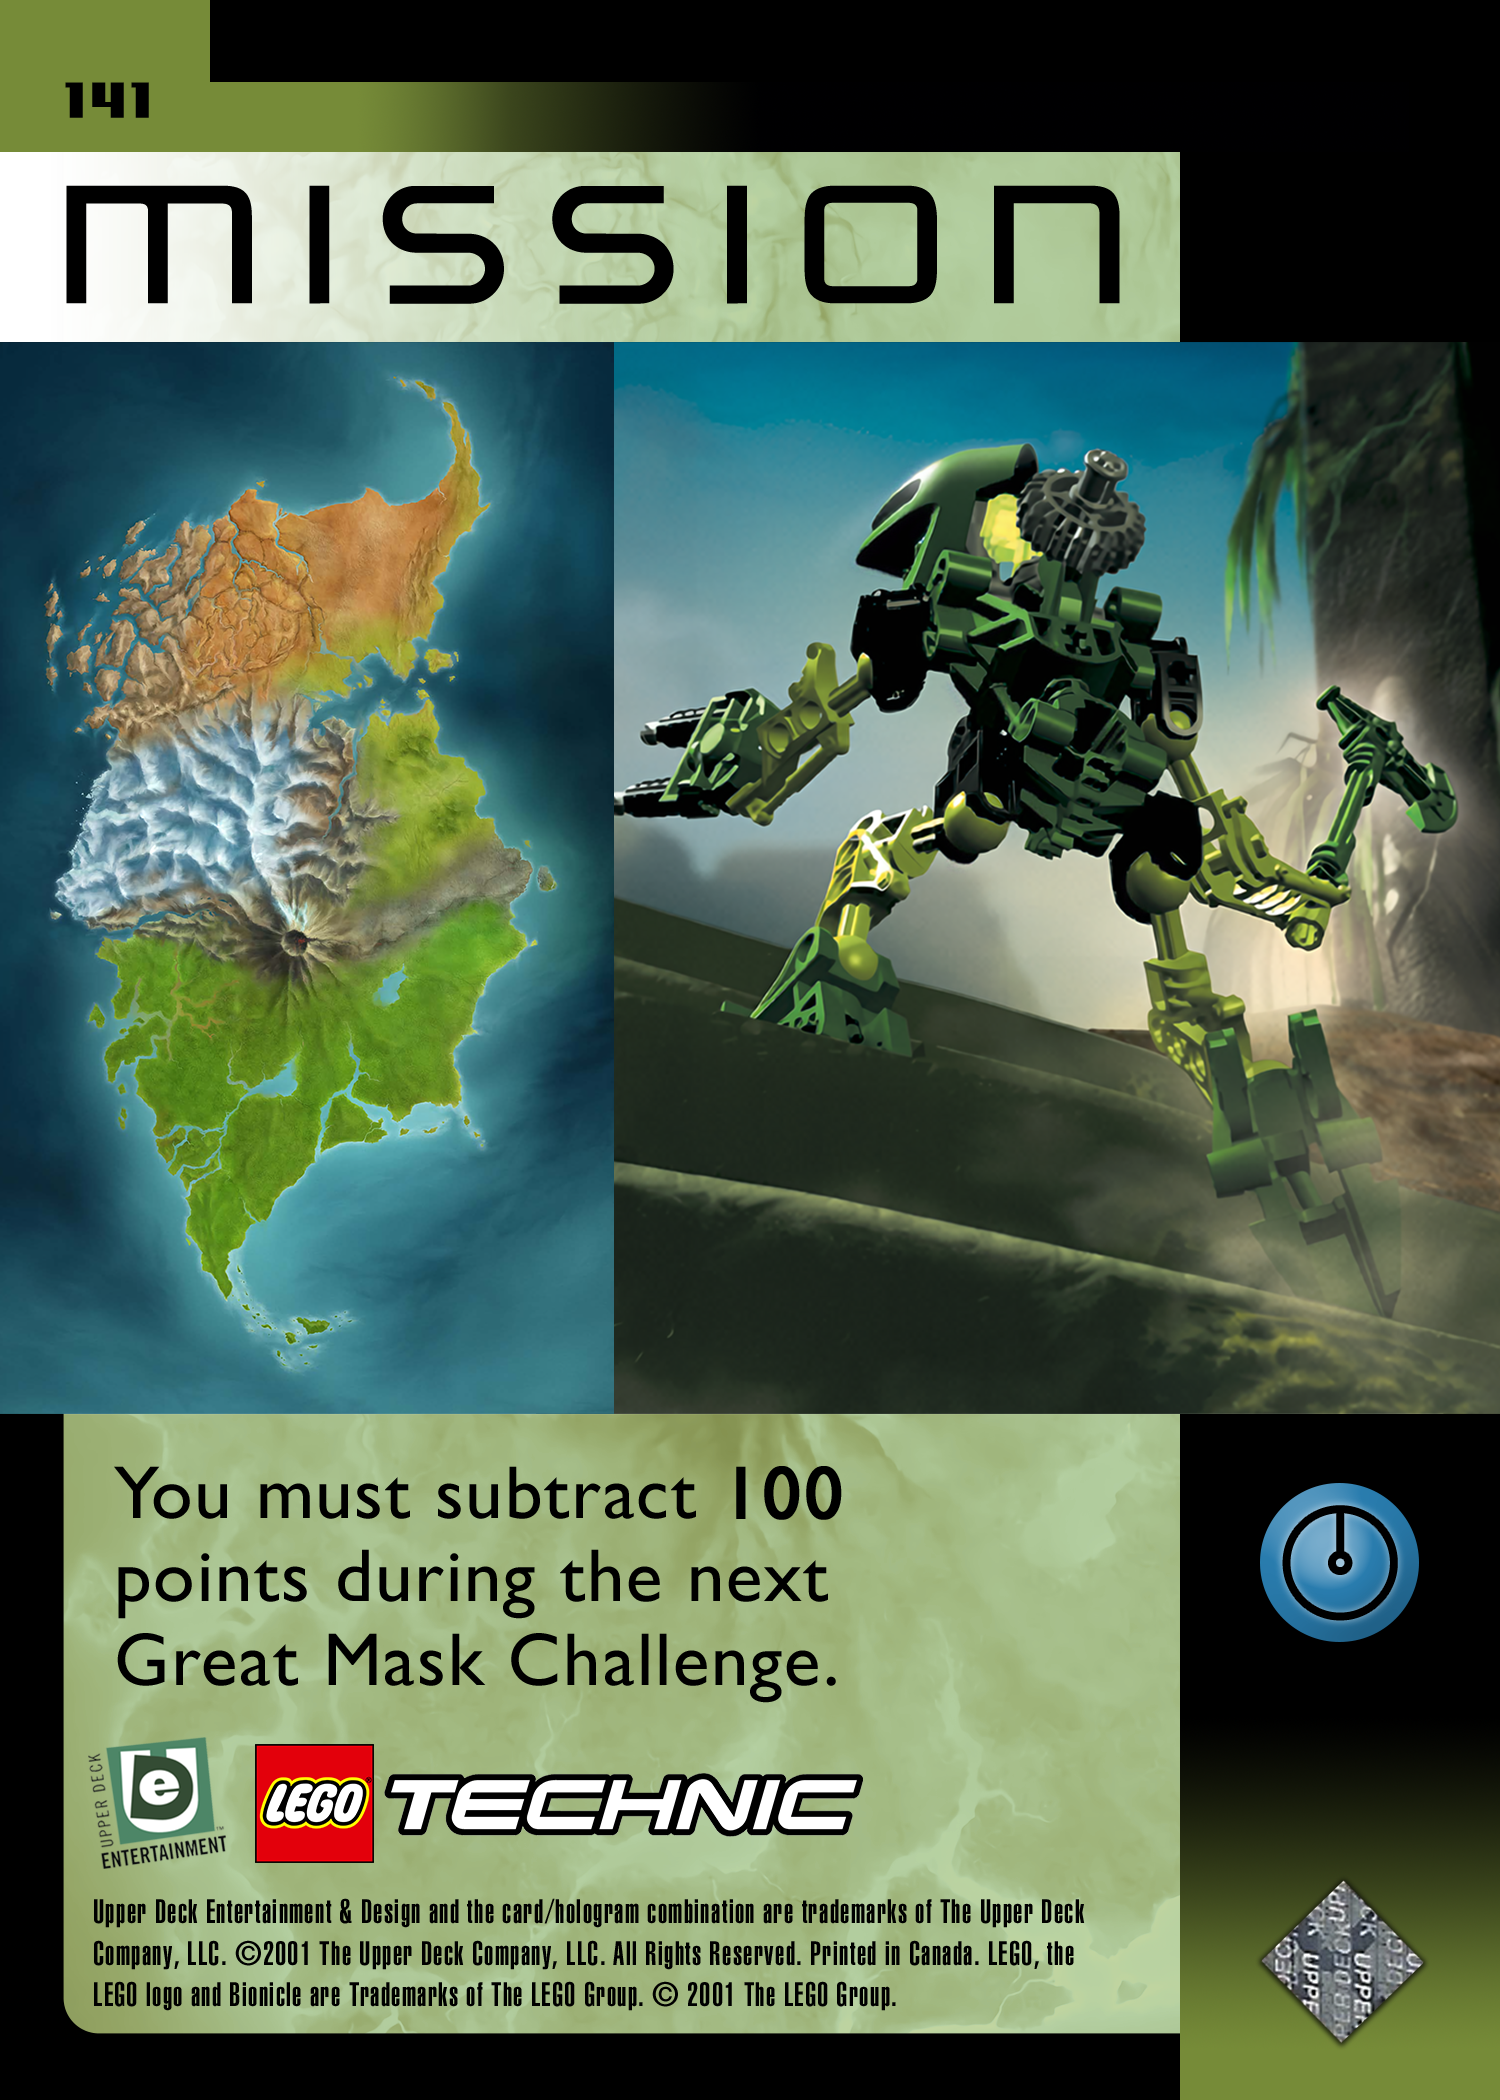 141
MISSION
You must subtract 100
points during the next
Great Mask Challenge.
UPPER DECK
e
ENTERTAINMENT™
LEGO TECHNIC
Upper Deck Entertainment & Design and the card/hologram combination are trademarks of The Upper Deck
Company, LLC. ©2001 The Upper Deck Company, LLC. All Rights Reserved. Printed in Canada. LEGO, the
LEGO logo and Bionicle are Trademarks of The LEGO Group. © 2001 The LEGO Group.